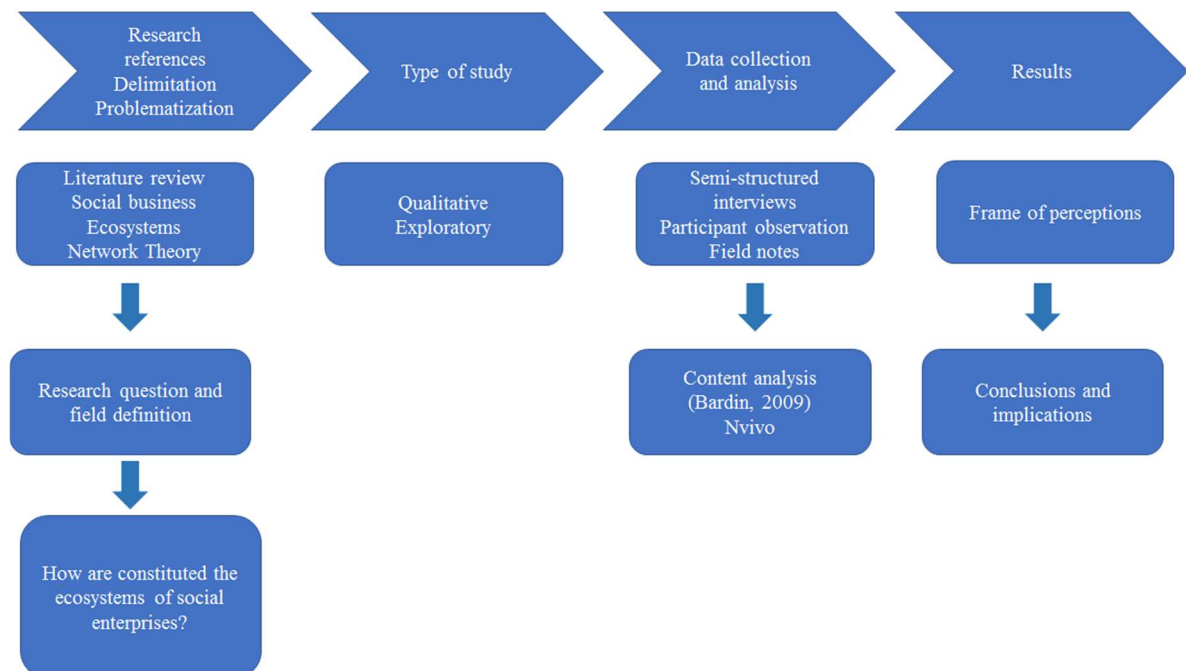 Research
references
Delimitation
Problematization
Type of study
Data collection
and analysis
Results
Literature review
Social business
Ecosystems
Network Theory
Qualitative
Exploratory
Semi-structured
interviews
Participant observation
Field notes
Frame of perceptions
Research question and
field definition
Content analysis
(Bardin, 2009)
Nvivo
Conclusions and
implications
How are constituted the
ecosystems of social
enterprises?